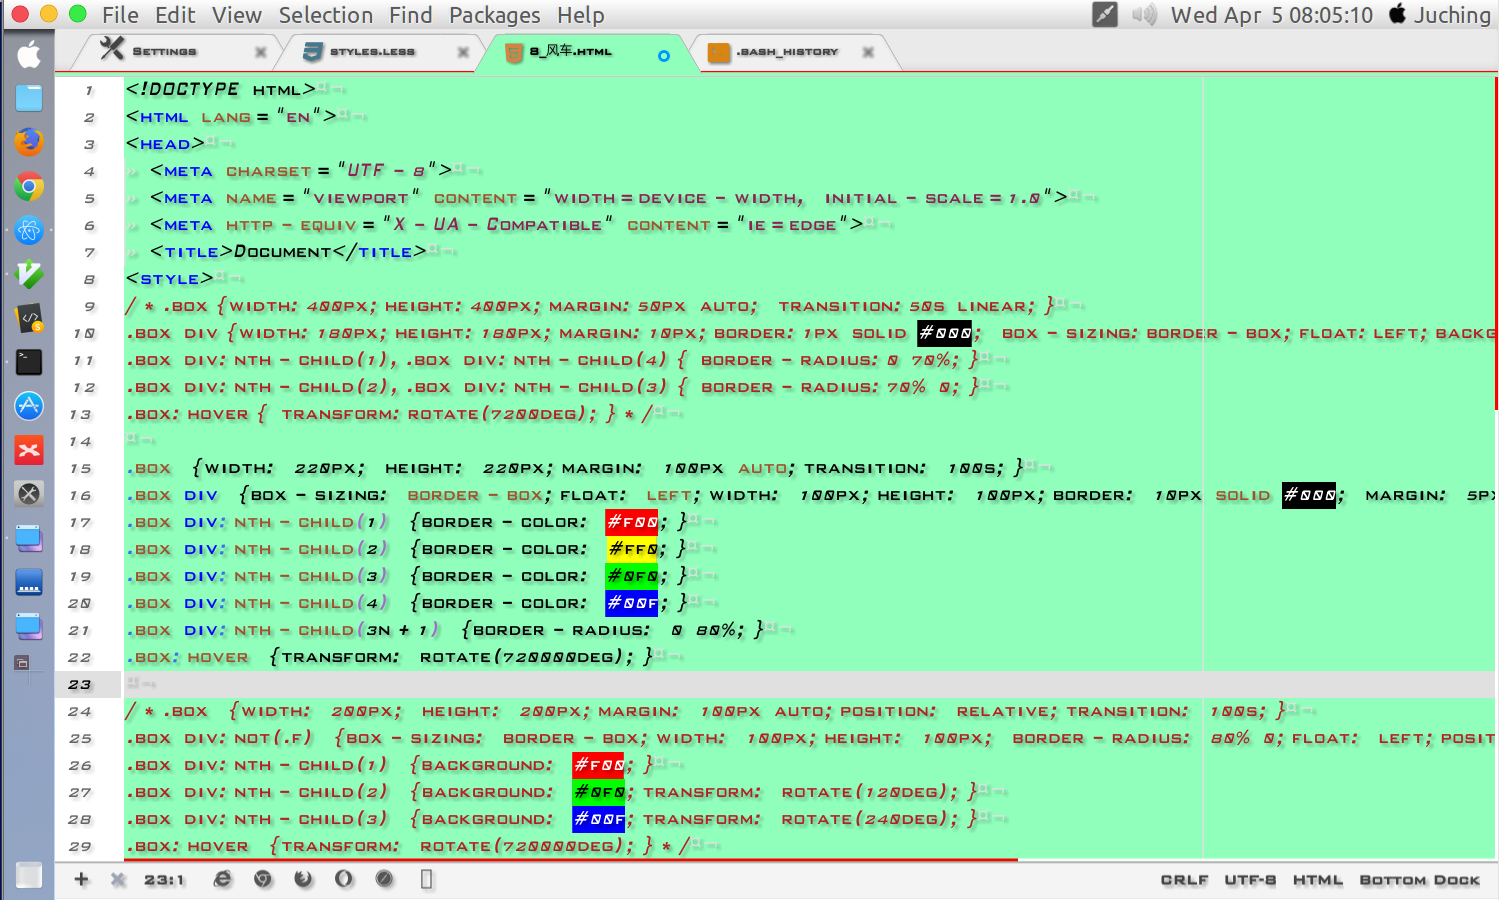 File Edit View Selection Find Packages Help
Wed Apr 5 08:05:10 Juching
Settings
styles.less
8_风车.html
.bash_history
1 <!DOCTYPE html>
2 <html lang="en">
3 <head>
4 <meta charset="UTF-8">
5 <meta name="viewport" content="width=device-width, initial-scale=1.0">
6 <meta http-equiv="X-UA-Compatible" content="ie=edge">
7 <title>Document</title>
8 <style>
9 /* .box {width: 400px; height: 400px; margin: 50px auto; transition: 50s linear; }
10 .box div {width: 180px; height: 180px; margin: 10px; border: 1px solid #000; box-sizing: border-box; float: left; backg
11 .box div:nth-child(1), .box div:nth-child(4) { border-radius: 0 70%; }
12 .box div:nth-child(2), .box div:nth-child(3) { border-radius: 70% 0; }
13 .box:hover { transform: rotate(7200deg); } */
14
15 .box {width: 220px; height: 220px; margin: 100px auto; transition: 100s; }
16 .box div {box-sizing: border-box; float: left; width: 100px; height: 100px; border: 10px solid #000; margin: 5px
17 .box div:nth-child(1) {border-color: #f00; }
18 .box div:nth-child(2) {border-color: #ff0; }
19 .box div:nth-child(3) {border-color: #0f0; }
20 .box div:nth-child(4) {border-color: #00f; }
21 .box div:nth-child(3n+1) {border-radius: 0 80%; }
22 .box:hover {transform: rotate(720000deg); }
23
24 /* .box {width: 200px; height: 200px; margin: 100px auto; position: relative; transition: 100s; }
25 .box div:not(.f) {box-sizing: border-box; width: 100px; height: 100px; border-radius: 80% 0; float: left; posit
26 .box div:nth-child(1) {background: #f00; }
27 .box div:nth-child(2) {background: #0f0; transform: rotate(120deg); }
28 .box div:nth-child(3) {background: #00f; transform: rotate(240deg); }
29 .box:hover {transform: rotate(720000deg); } */
23:1
CRLF UTF-8 HTML Bottom Dock